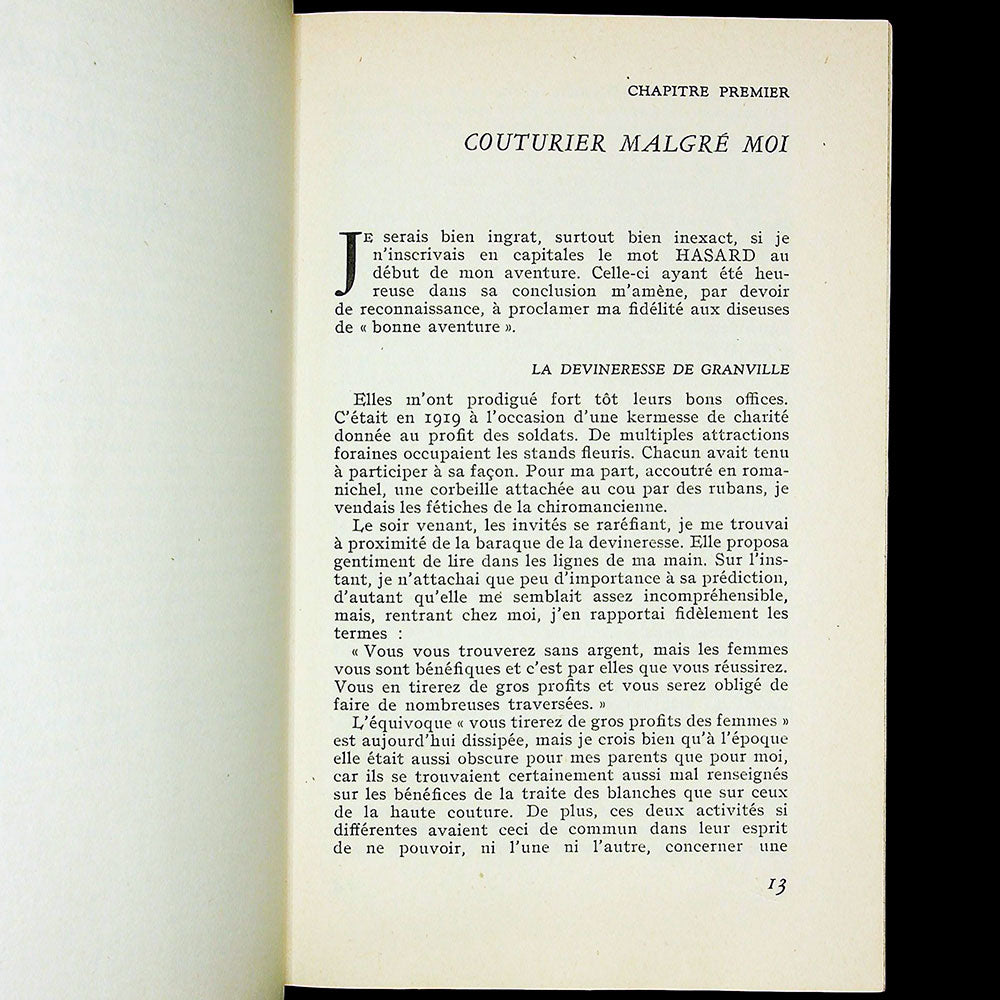 CHAPITRE PREMIER
COUTURIER MALGRÉ MOI
JE serais bien ingrat, surtout bien inexact, si je
n'inscrivais en capitales le mot HASARD au
début de mon aventure. Celle-ci ayant été heu-
reuse dans sa conclusion m'amène, par devoir
de reconnaissance, à proclamer ma fidélité aux diseuses
de « bonne aventure ».
LA DEVINERESSE DE GRANVILLE
Elles m'ont prodigué fort tôt leurs bons offices.
C'était en 1919 à l'occasion d'une kermesse de charité
donnée au profit des soldats. De multiples attractions
foraines occupaient les stands fleuris. Chacun avait tenu
à participer à sa façon. Pour ma part, accoutré en roma-
nichel, une corbeille attachée au cou par des rubans, je
vendais les fétiches de la chiromancienne.
Le soir venant, les invités se raréfiant, je me trouvai
à proximité de la baraque de la devineresse. Elle proposa
gentiment de lire dans les lignes de ma main. Sur l'ins-
tant, je n'attachai que peu d'importance à sa prédiction,
d'autant qu'elle me semblait assez incompréhensible,
mais, rentrant chez moi, j'en rapportai fidèlement les
termes :
« Vous vous trouverez sans argent, mais les femmes
vous sont bénéfiques et c'est par elles que vous réussirez.
Vous en tirerez de gros profits et vous serez obligé de
faire de nombreuses traversées. »
L'équivoque « vous tirerez de gros profits des femmes »
est aujourd'hui dissipée, mais je crois bien qu'à l'époque
elle était aussi obscure pour mes parents que pour moi,
car ils se trouvaient certainement aussi mal renseignés
sur les bénéfices de la traite des blanches que sur ceux
de la haute couture. De plus, ces deux activités si
différentes avaient ceci de commun dans leur esprit
de ne pouvoir, ni l'une ni l'autre, concerner une
13